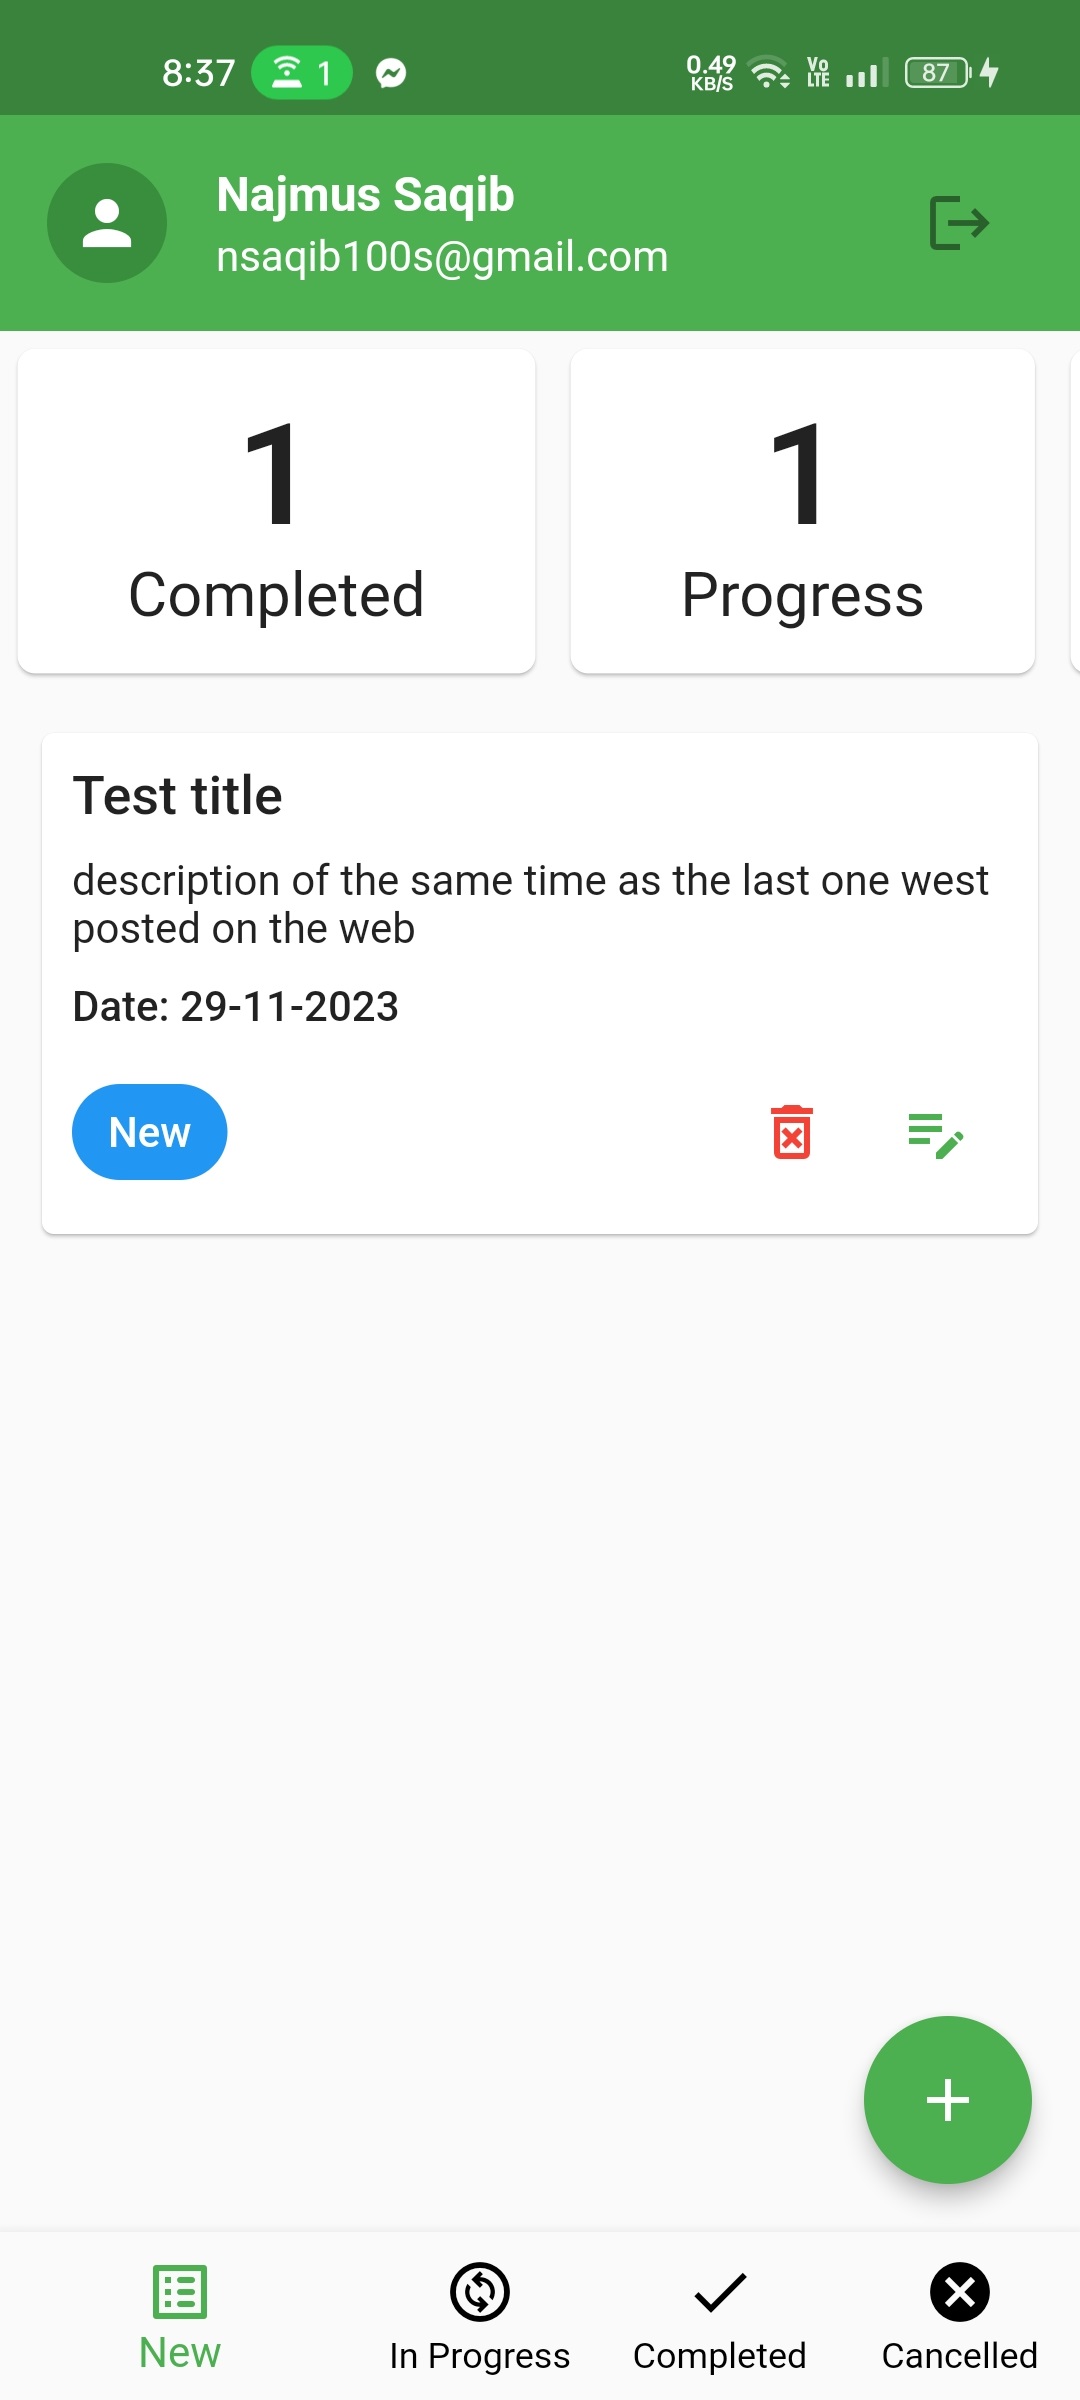 8:37 1 0.49 KB/S Vo LTE 87
Najmus Saqib
nsaqib100s@gmail.com
1
Completed
1
Progress
Test title
description of the same time as the last one west
posted on the web
Date: 29-11-2023
New
New
In Progress
Completed
Cancelled